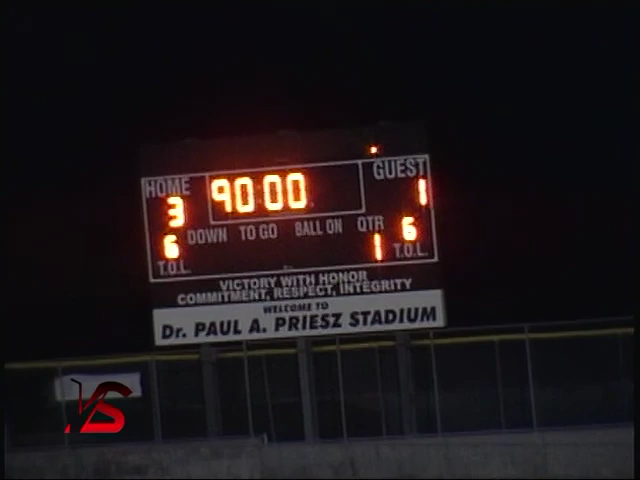 HOME 90:00 GUEST
3 1
6 DOWN TO GO BALL ON QTR 6
T.O.L. 1 T.O.L.
VICTORY WITH HONOR
COMMITMENT, RESPECT, INTEGRITY
WELCOME TO
Dr. PAUL A. PRIESZ STADIUM
VS